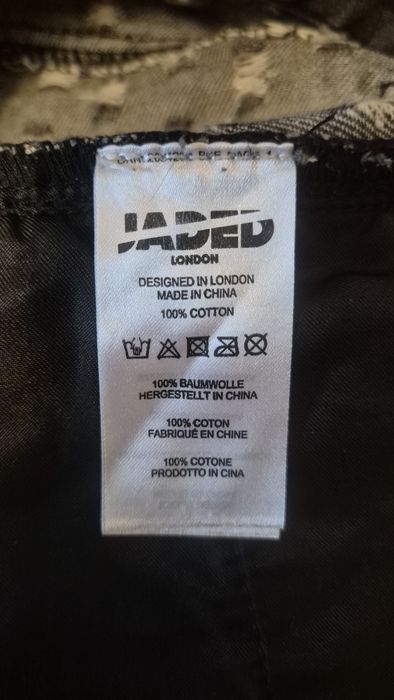 JADED
LONDON
DESIGNED IN LONDON
MADE IN CHINA
100% COTTON
100% BAUMWOLLE
HERGESTELLT IN CHINA
100% COTON
FABRIQUÉ EN CHINE
100% COTONE
PRODOTTO IN CINA